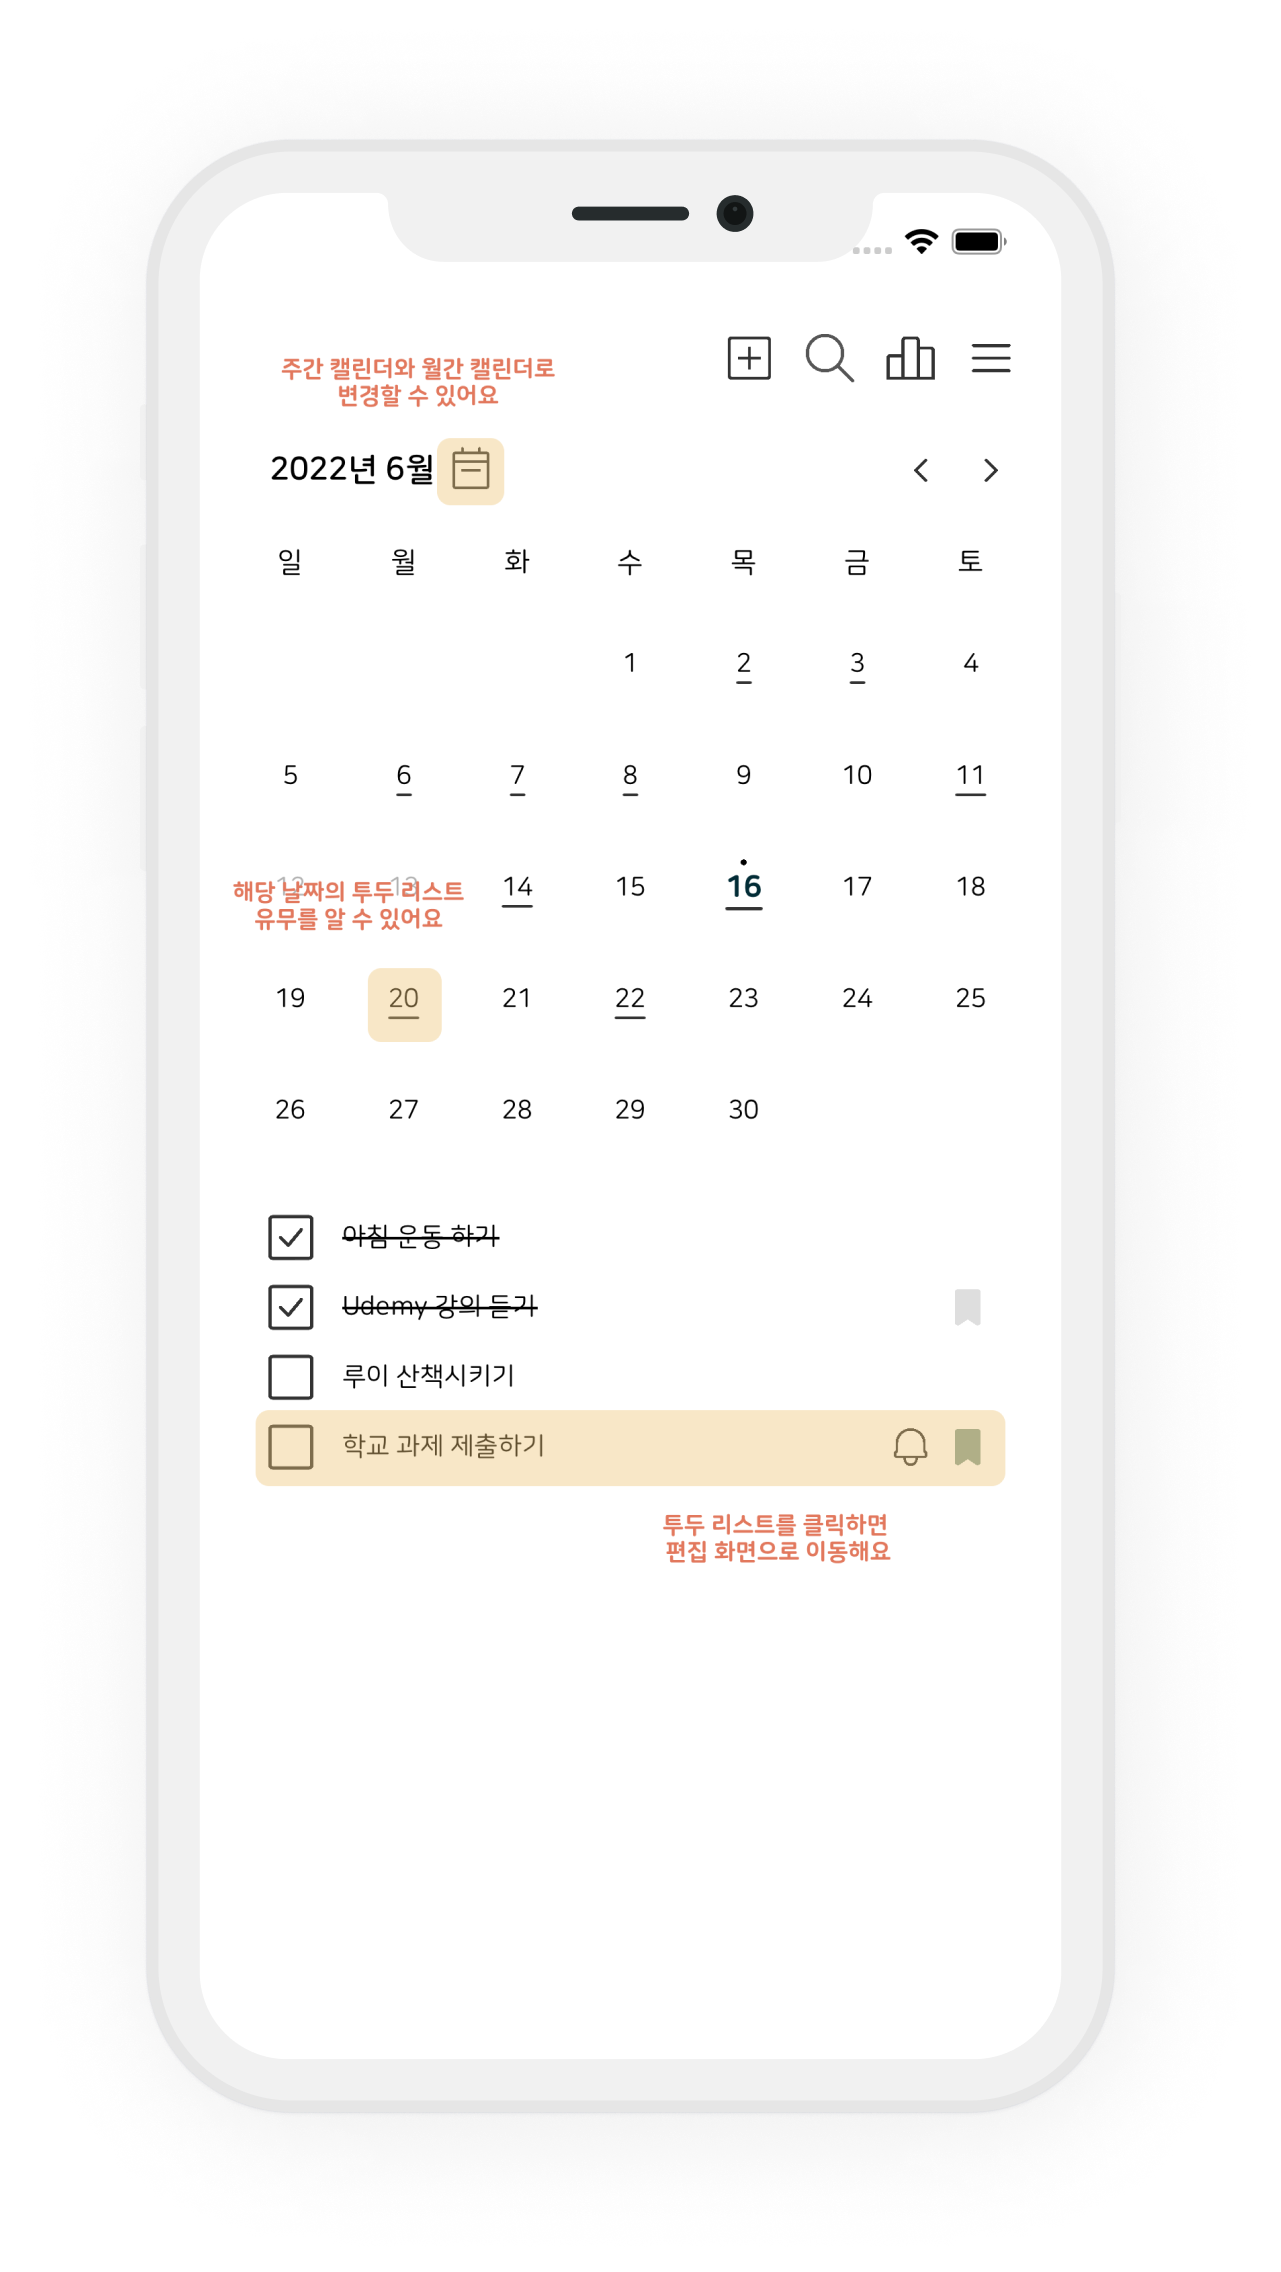 주간 캘린더와 월간 캘린더로
변경할 수 있어요
2022년 6월
일 월 화 수 목 금 토
1 2 3 4
5 6 7 8 9 10 11
12 13 14 15 16 17 18
해당 날짜의 투두 리스트
유무를 알 수 있어요
19 20 21 22 23 24 25
26 27 28 29 30
아침 운동 하기
Udemy 강의 듣기
루이 산책시키기
학교 과제 제출하기
투두 리스트를 클릭하면
편집 화면으로 이동해요